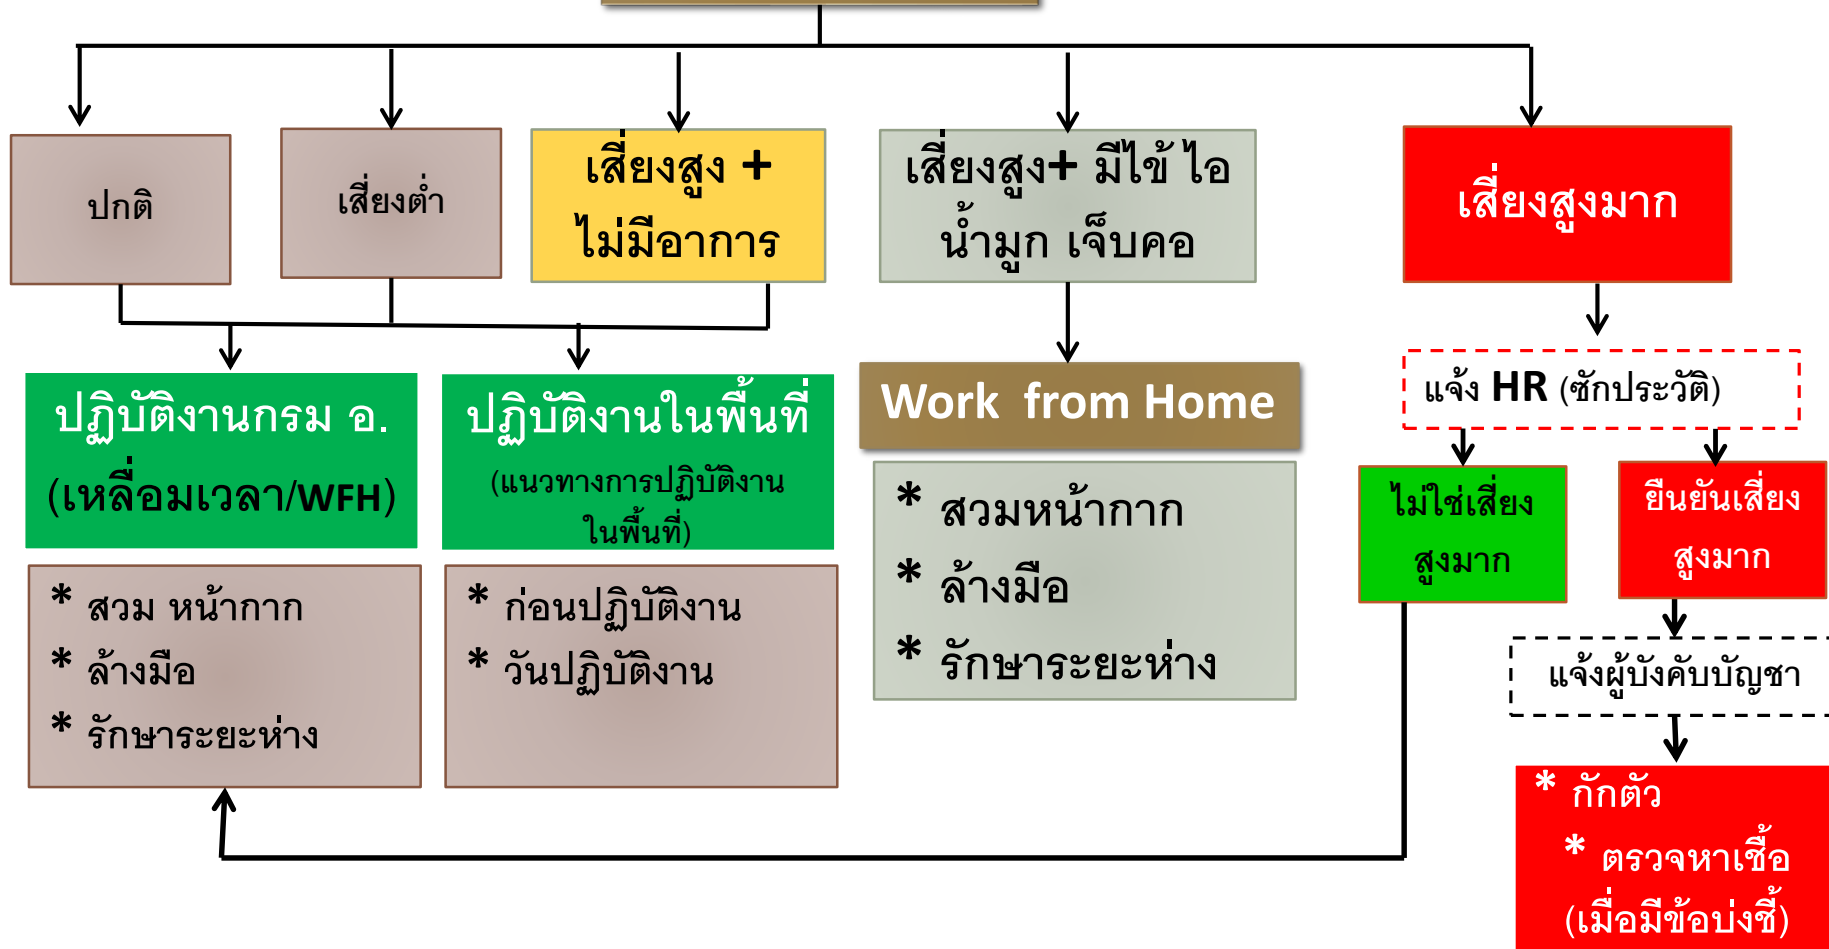 ปกติ
เสี่ยงต่ำ
เสี่ยงสูง +
ไม่มีอาการ
เสี่ยงสูง+ มีไข้ ไอ
น้ำมูก เจ็บคอ
เสี่ยงสูงมาก
ปฏิบัติงานกรม อ.
(เหลื่อมเวลา/WFH)
ปฏิบัติงานในพื้นที่
(แนวทางการปฏิบัติงาน
ในพื้นที่)
Work from Home
แจ้ง HR (ซักประวัติ)
ไม่ใช่เสี่ยง
สูงมาก
ยืนยันเสี่ยง
สูงมาก
* สวม หน้ากาก
* ล้างมือ
* รักษาระยะห่าง
* ก่อนปฏิบัติงาน
* วันปฏิบัติงาน
* สวมหน้ากาก
* ล้างมือ
* รักษาระยะห่าง
แจ้งผู้บังคับบัญชา
* กักตัว
* ตรวจหาเชื้อ
(เมื่อมีข้อบ่งชี้)